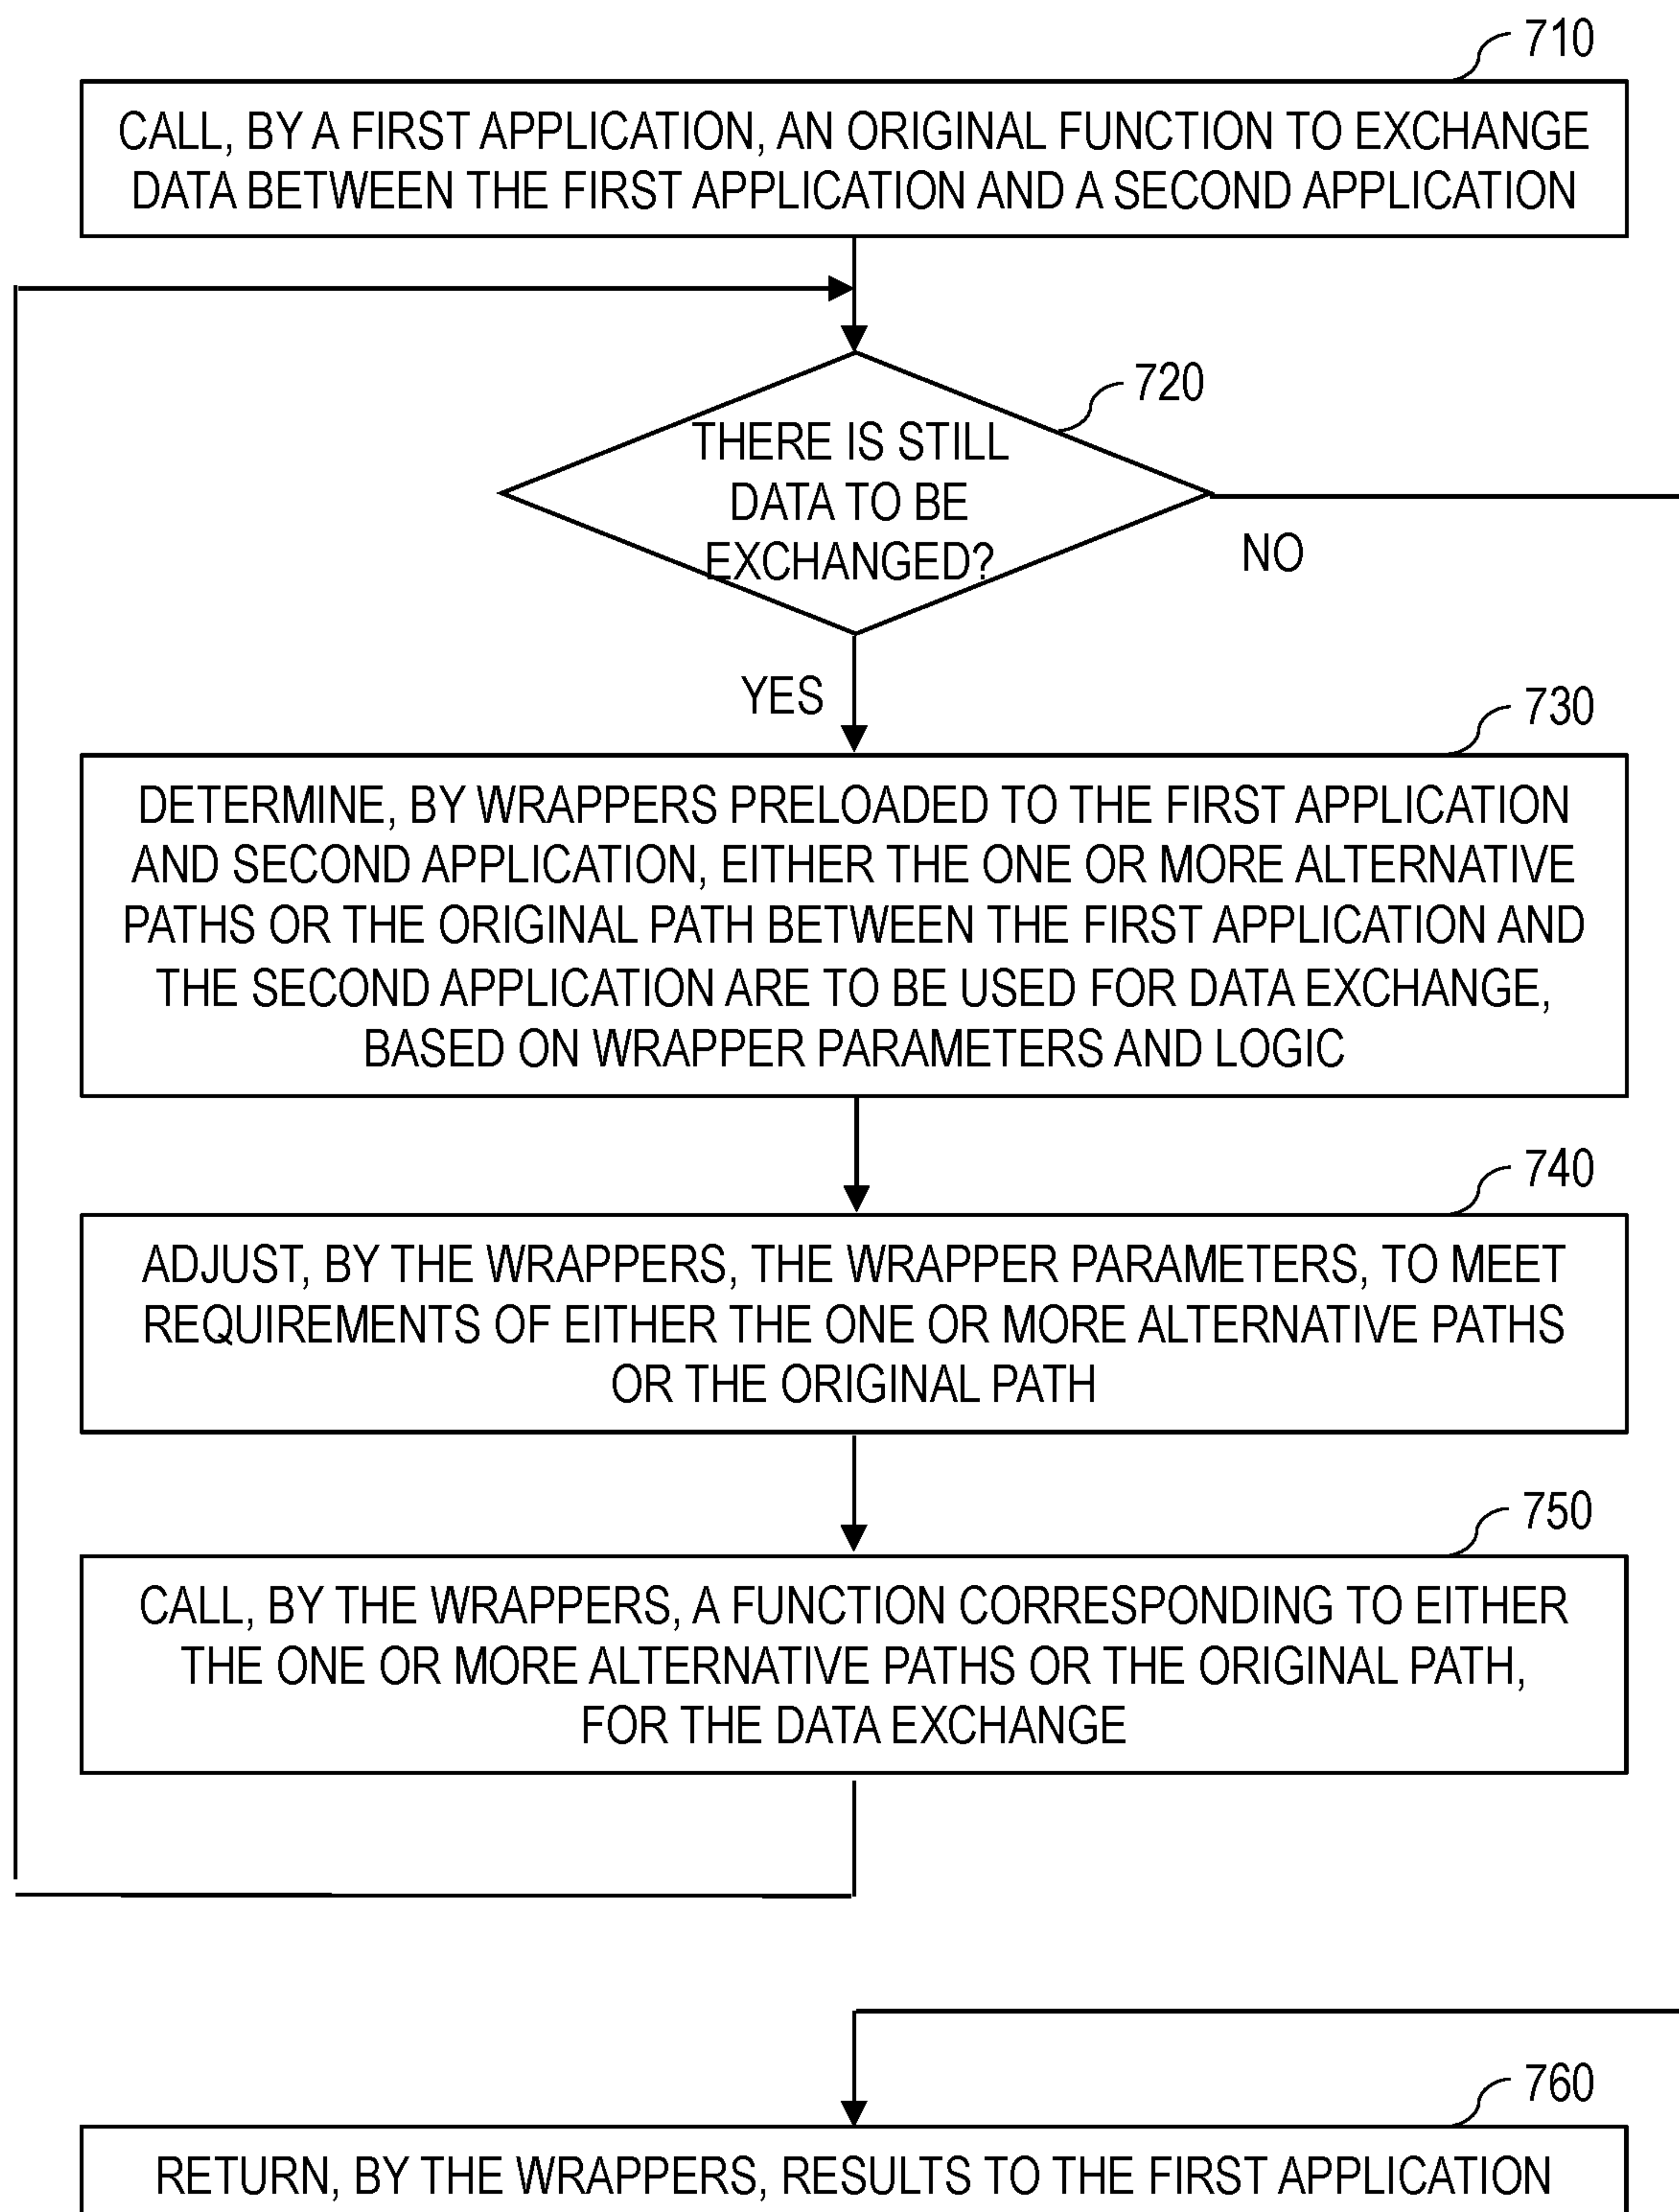 710
CALL, BY A FIRST APPLICATION, AN ORIGINAL FUNCTION TO EXCHANGE
DATA BETWEEN THE FIRST APPLICATION AND A SECOND APPLICATION
720
THERE IS STILL
DATA TO BE
EXCHANGED?
NO
YES
730
DETERMINE, BY WRAPPERS PRELOADED TO THE FIRST APPLICATION
AND SECOND APPLICATION, EITHER THE ONE OR MORE ALTERNATIVE
PATHS OR THE ORIGINAL PATH BETWEEN THE FIRST APPLICATION AND
THE SECOND APPLICATION ARE TO BE USED FOR DATA EXCHANGE,
BASED ON WRAPPER PARAMETERS AND LOGIC
740
ADJUST, BY THE WRAPPERS, THE WRAPPER PARAMETERS, TO MEET
REQUIREMENTS OF EITHER THE ONE OR MORE ALTERNATIVE PATHS
OR THE ORIGINAL PATH
750
CALL, BY THE WRAPPERS, A FUNCTION CORRESPONDING TO EITHER
THE ONE OR MORE ALTERNATIVE PATHS OR THE ORIGINAL PATH,
FOR THE DATA EXCHANGE
760
RETURN, BY THE WRAPPERS, RESULTS TO THE FIRST APPLICATION